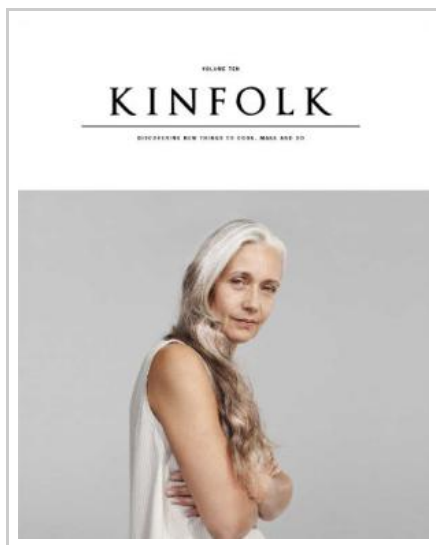 VOLUME TEN
KINFOLK
DISCOVERING NEW THINGS TO COOK, MAKE AND DO